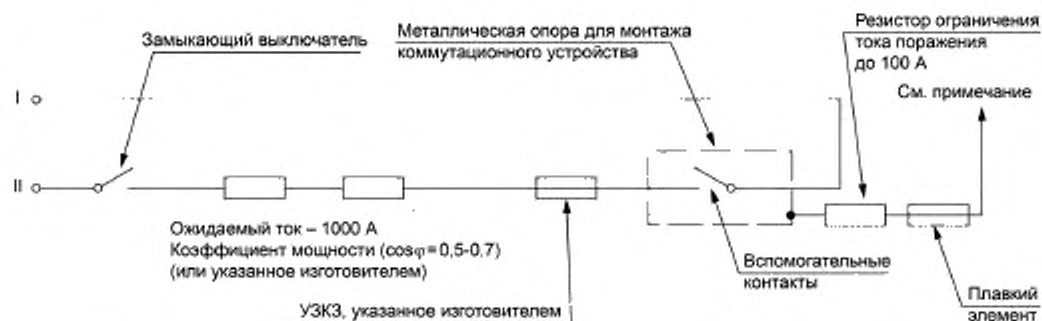 Замыкающий выключатель
Металлическая опора для монтажа
коммутационного устройства
Резистор ограничения
тока поражения
до 100 А
См. примечание
I
II
Ожидаемый ток – 1000 А
Коэффициент мощности (cosφ=0,5-0,7)
(или указанное изготовителем)
УЗКЗ, указанное изготовителем
Вспомогательные
контакты
Плавкий
элемент